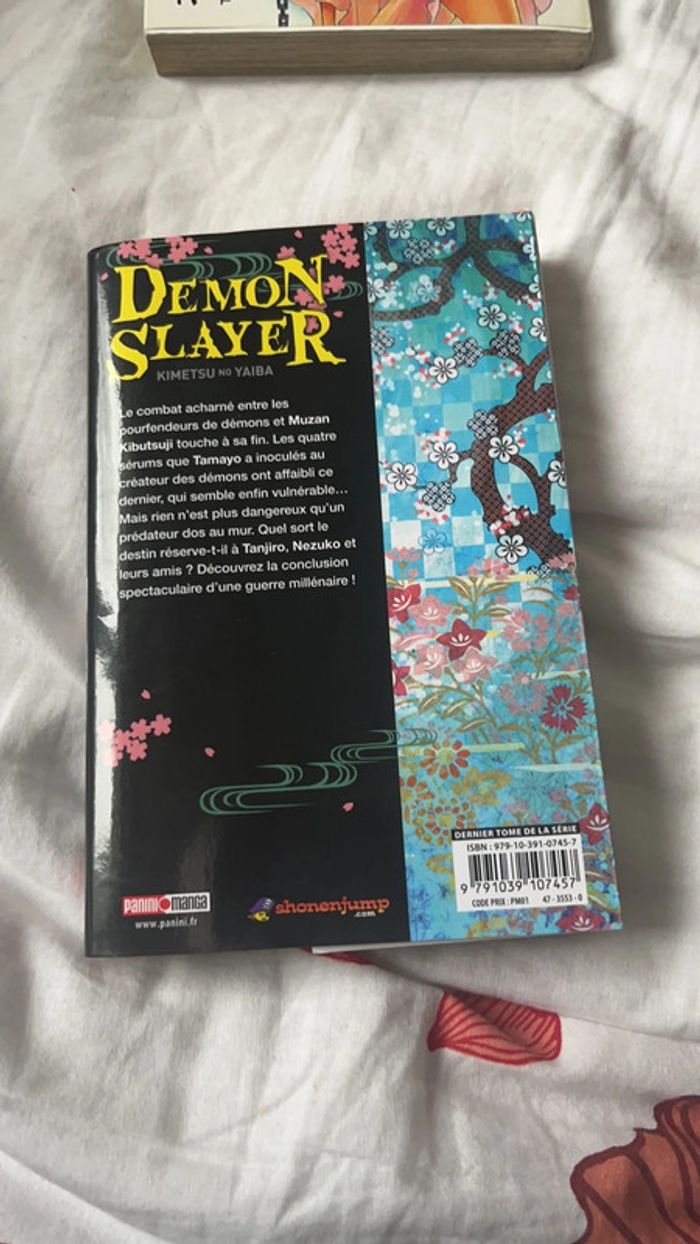 DEMON
SLAYER
KIMETSU NO YAIBA
Le combat acharné entre les
pourfendeurs de démons et Muzan
Kibutsuji touche à sa fin. Les quatre
sérums que Tamayo a inoculés au
créateur des démons ont affaibli ce
dernier, qui semble enfin vulnérable...
Mais rien n'est plus dangereux qu'un
prédateur dos au mur. Quel sort le
destin réserve-t-il à Tanjiro, Nezuko et
leurs amis ? Découvrez la conclusion
spectaculaire d'une guerre millénaire !
DERNIER TOME DE LA SÉRIE
ISBN : 979-10-391-0745-7
9 791039 107457
CODE PRIX : PM01 47-3553-0
PANINI MANGA
www.panini.fr
shonenjump
.com